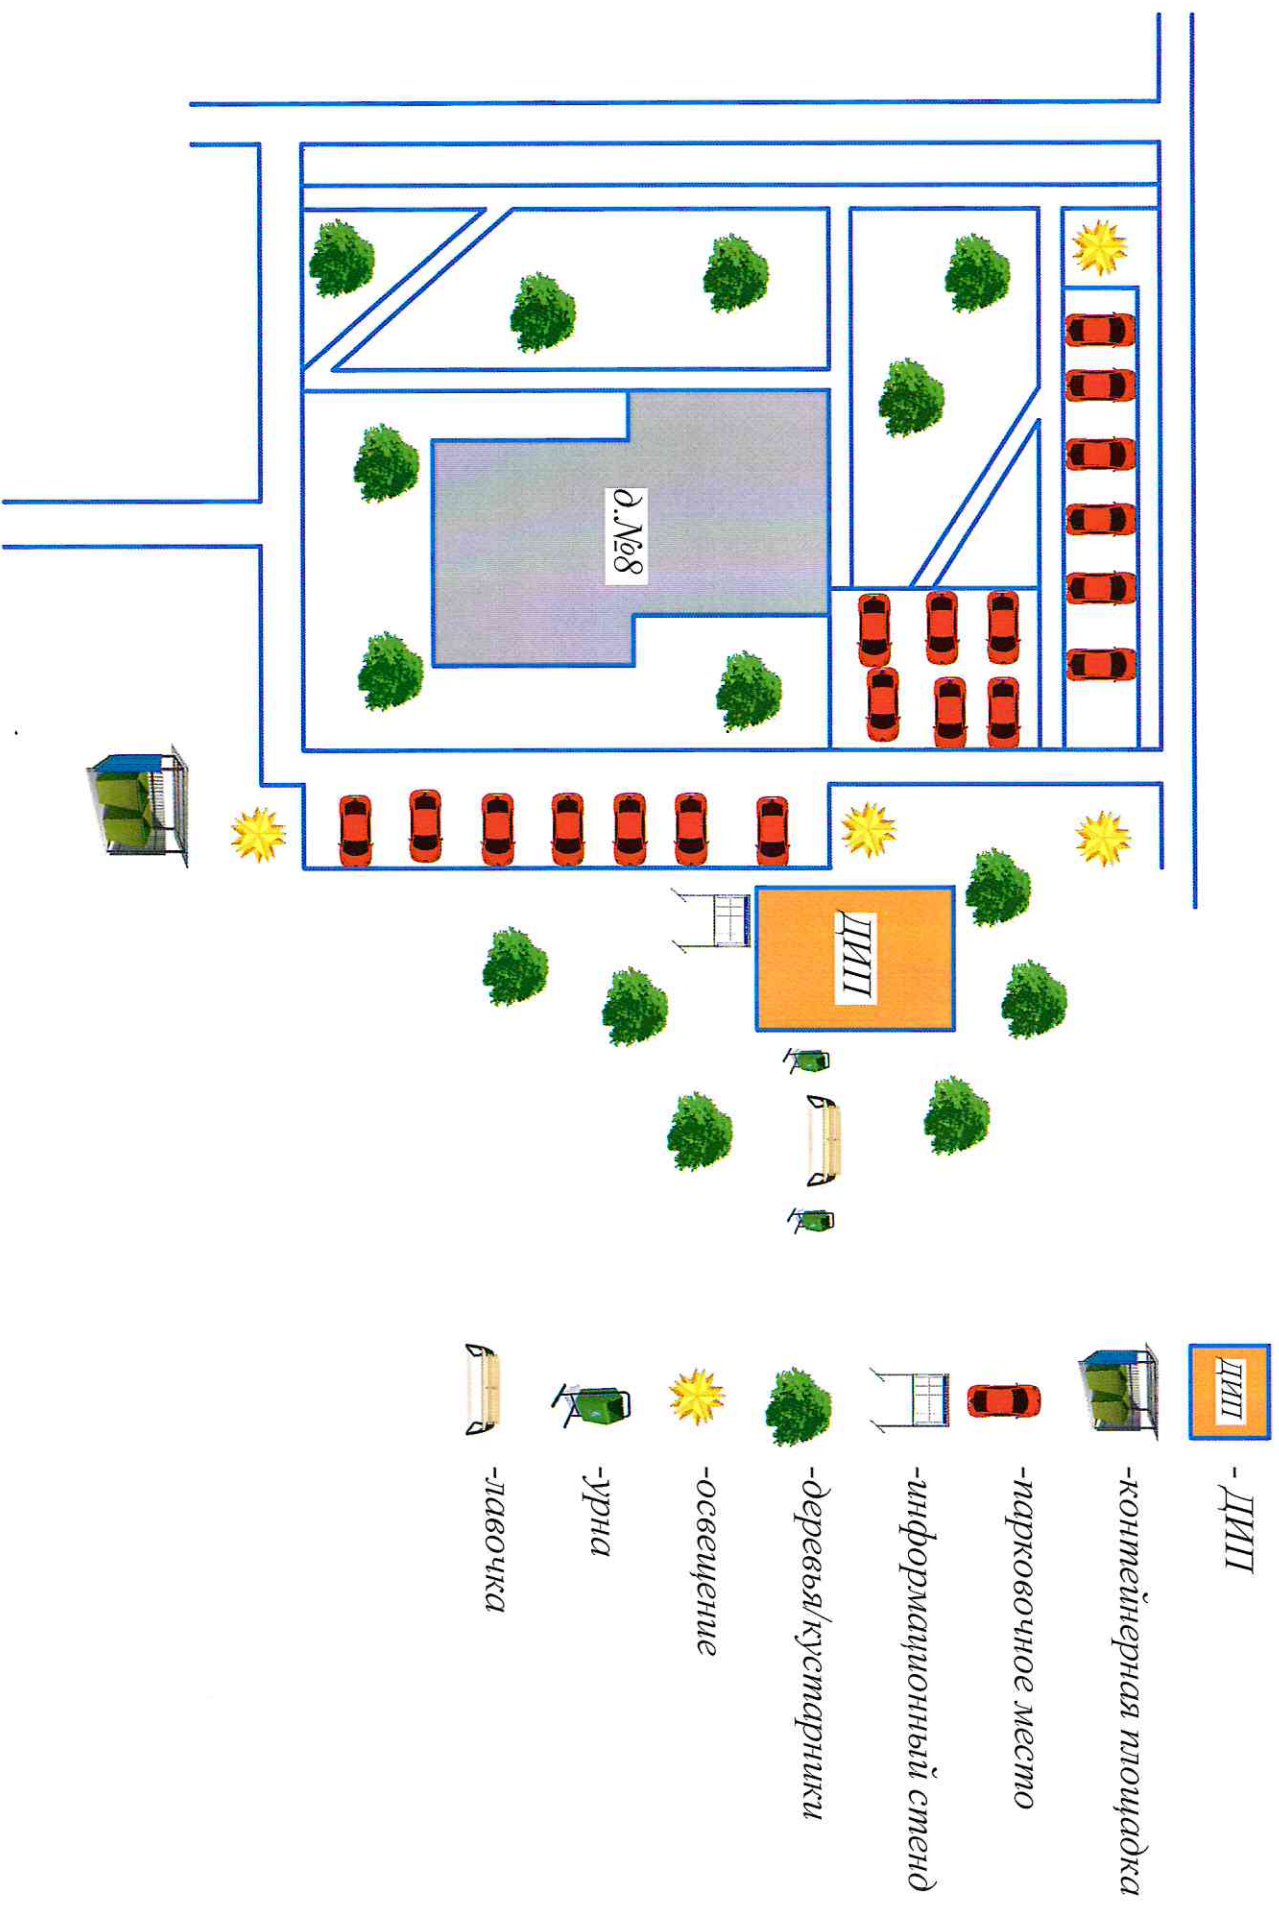 д.№8
ДИП
ДИП
- ДИП
-контейнерная площадка
-парковочное место
-информационный стенд
-деревья/кустарники
-освещение
-урна
-лавочка